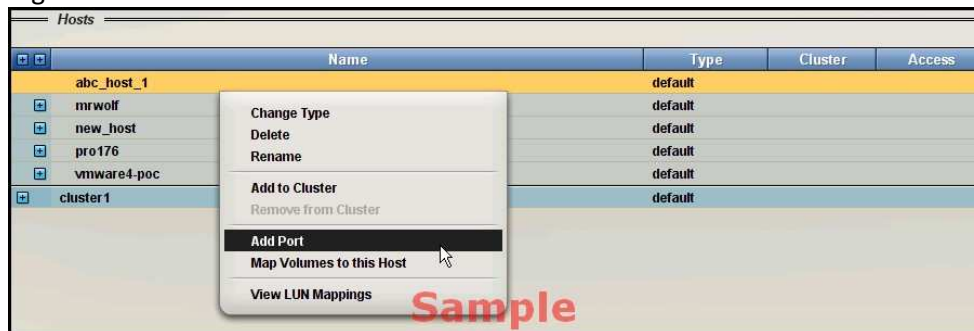 Hosts
Name Type Cluster Access
abc_host_1 default
mrwolf default
new_host default
pro176 default
vmware4-poc default
cluster1 default
Change Type
Delete
Rename
Add to Cluster
Remove from Cluster
Add Port
Map Volumes to this Host
View LUN Mappings
Sample